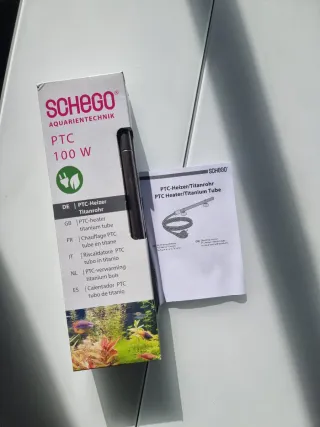 SCHEGO®
AQUARIENTECHNIK
PTC
100 W
DE | PTC-Heizer
Titanrohr
GB | PTC-heater
titanium tube
FR | Chauffage PTC
tube en titane
IT | Riscaldatore PTC
tubo in titanio
NL | PTC-verwarming
titanium buis
ES | Calentador PTC
tubo de titanio
SCHEGO®
PTC-Heizer/Titanrohr
PTC Heater/Titanium Tube